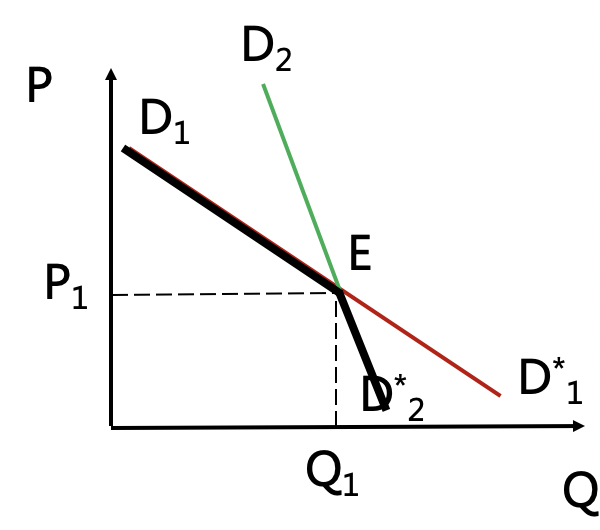 D₂
P
D₁
E
P₁
D*₁
D*₂
Q₁
Q